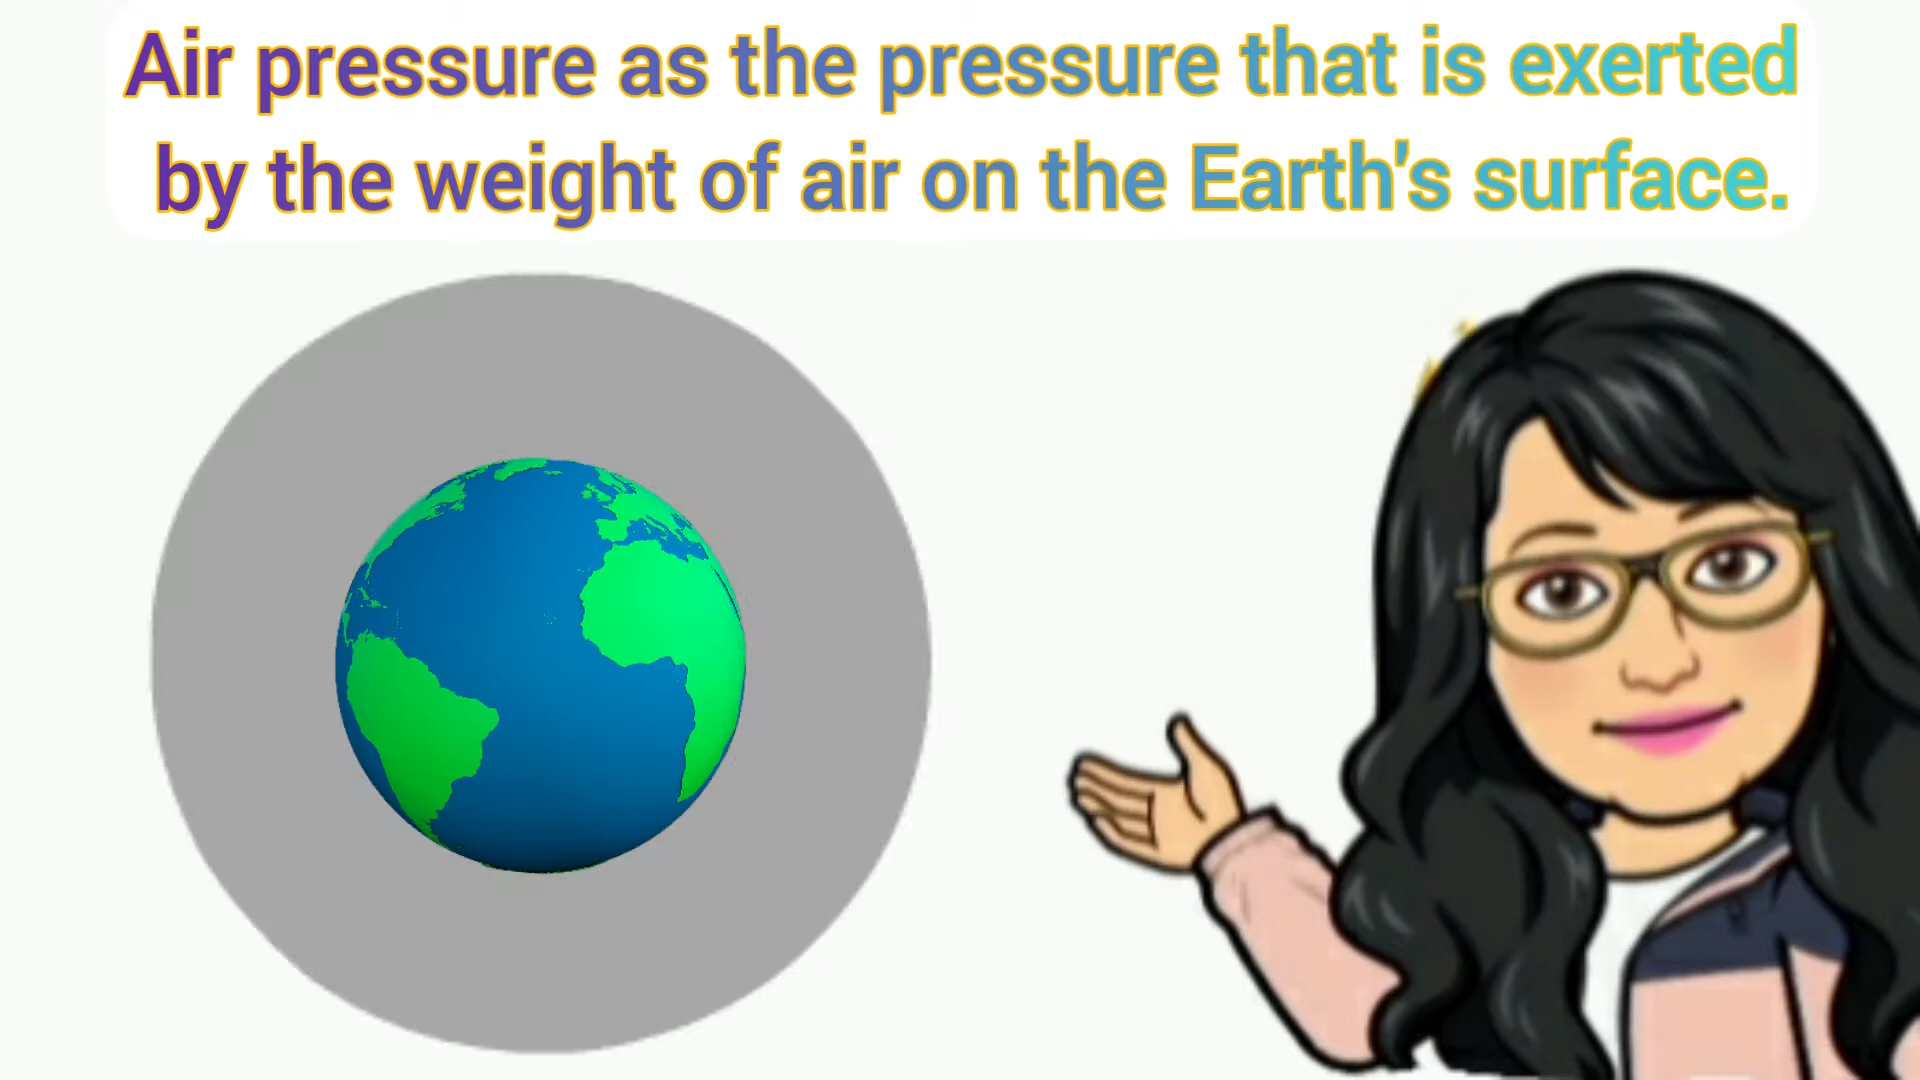 Air pressure as the pressure that is exerted
by the weight of air on the Earth's surface.